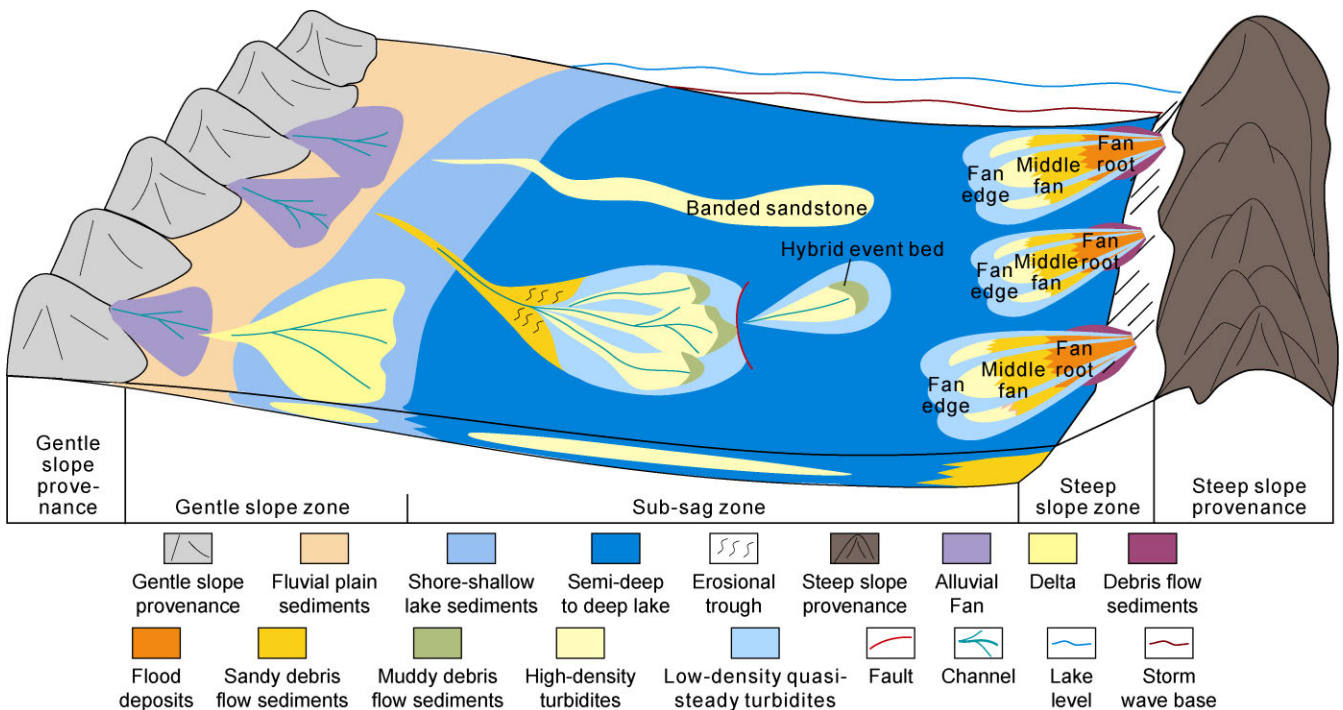 Fan
root
Middle
fan
Fan
edge
Banded sandstone
Hybrid event bed
Fan
root
Middle
fan
Fan
edge
Fan
root
Middle
fan
Fan
edge
Gentle
slope
prove-
nance
Gentle slope zone
Sub-sag zone
Steep
slope zone
Steep slope
provenance
Gentle slope
provenance
Fluvial plain
sediments
Shore-shallow
lake sediments
Semi-deep
to deep lake
Erosional
trough
Steep slope
provenance
Alluvial
Fan
Delta
Debris flow
sediments
Flood
deposits
Sandy debris
flow sediments
Muddy debris
flow sediments
High-density
turbidites
Low-density quasi-
steady turbidites
Fault
Channel
Lake
level
Storm
wave base